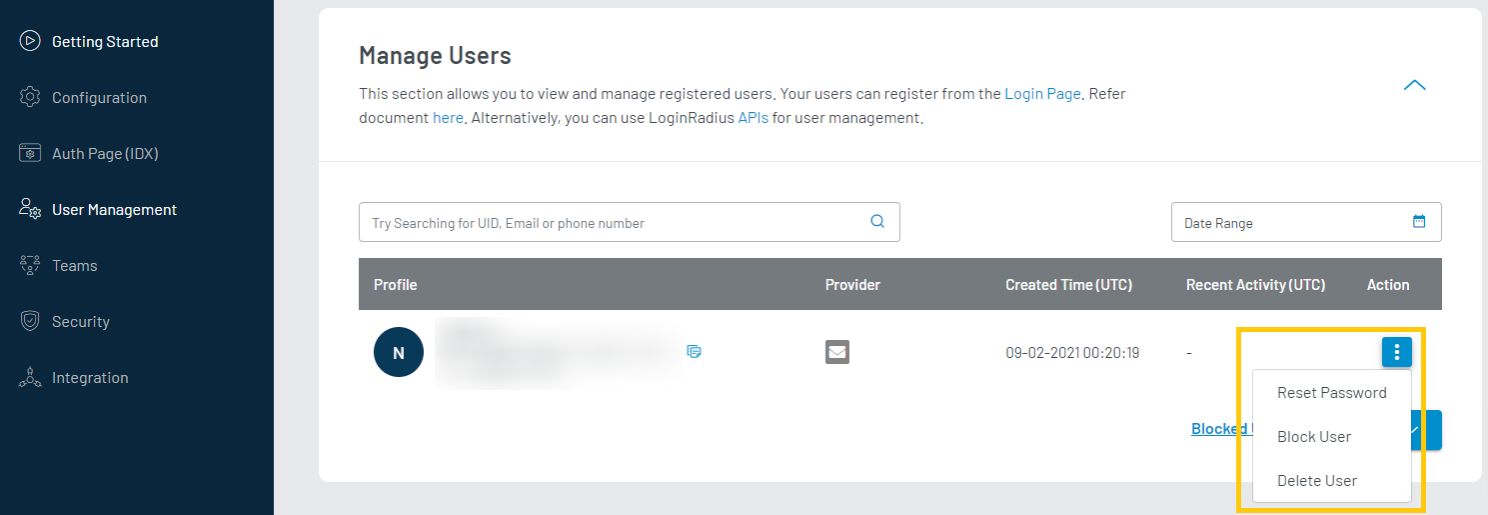 Getting Started
Configuration
Auth Page (IDX)
User Management
Teams
Security
Integration
Manage Users
This section allows you to view and manage registered users. Your users can register from the Login Page. Refer
document here. Alternatively, you can use LoginRadius APIs for user management.
Try Searching for UID, Email or phone number
Date Range
Profile Provider Created Time (UTC) Recent Activity (UTC) Action
N 09-02-2021 00:20:19 -
Reset Password
Blocked
Block User
Delete User